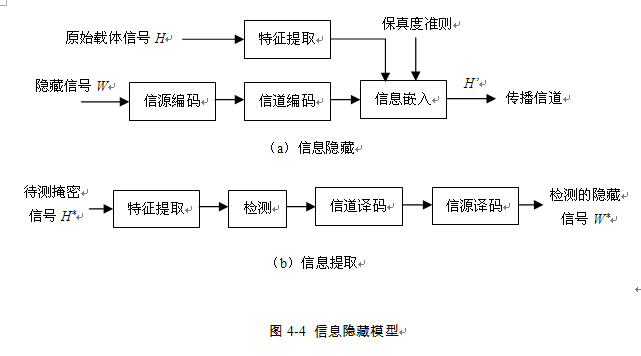 保真度准则
原始载体信号 H
特征提取
隐藏信号 W
信源编码
信道编码
信息嵌入
H'
传播信道
（a）信息隐藏
待测掩密
信号 H*
特征提取
检测
信道译码
信源译码
检测的隐藏
信号 W*
（b）信息提取
图 4-4 信息隐藏模型